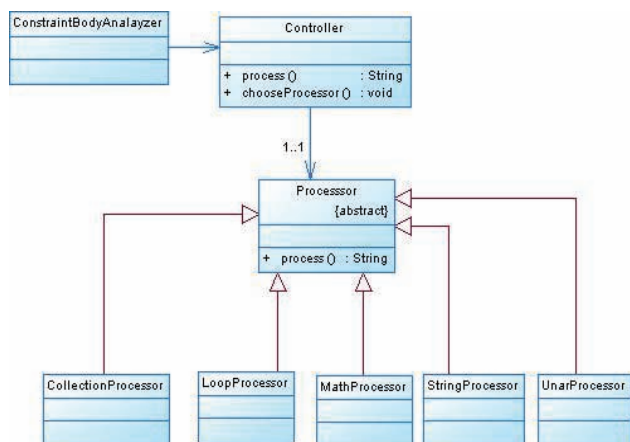 ConstraintBodyAnalayzer
Controller
+ process () : String
+ chooseProcessor () : void
1..1
Processsor
{abstract}
+ process () : String
CollectionProcessor
LoopProcessor
MathProcessor
StringProcessor
UnarProcessor